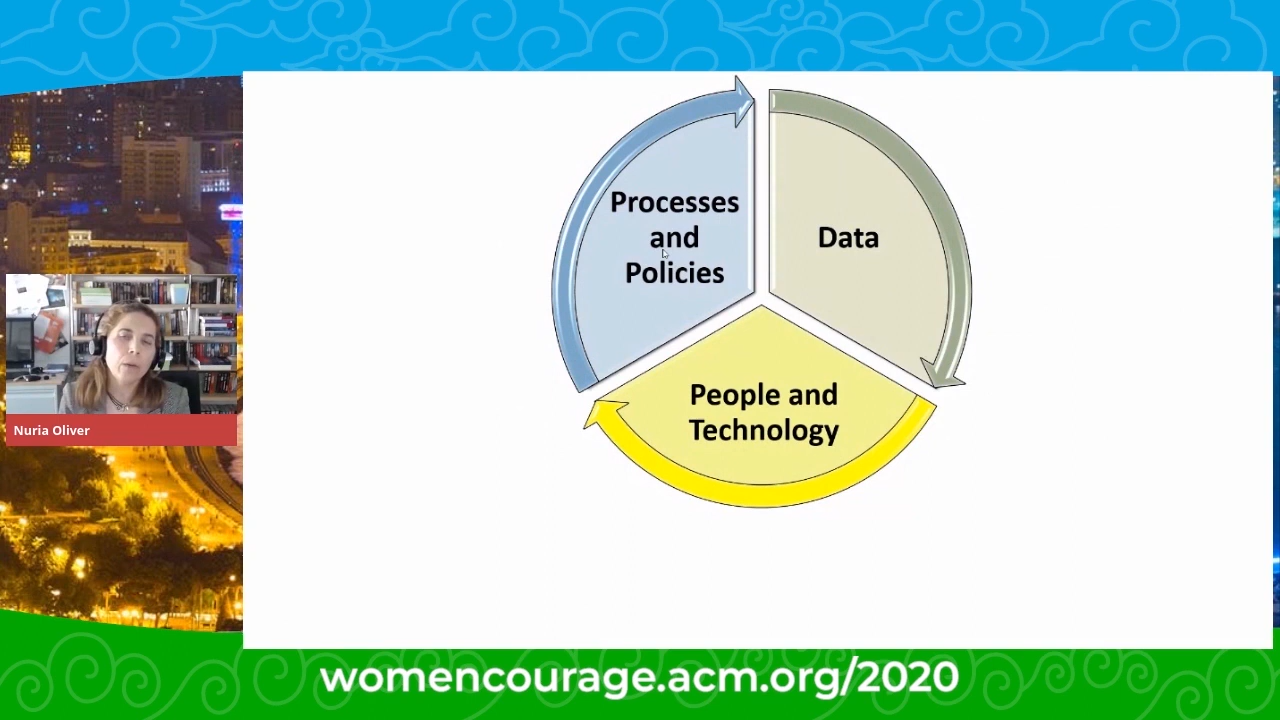 Processes
and
Policies
Data
People and
Technology
Nuria Oliver
womencourage.acm.org/2020